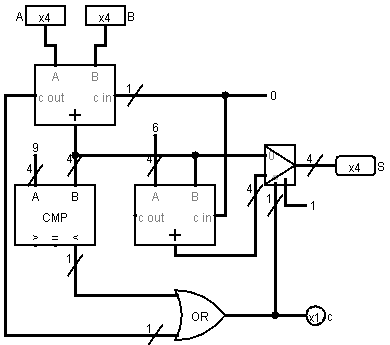 A x4 x4 B
A B
c out 1 c in 0
+
9 6
4 4 4 0 4 x4 S
A B A B 4
CMP c out c in 1 1
> = < +
1
OR x1 c
1